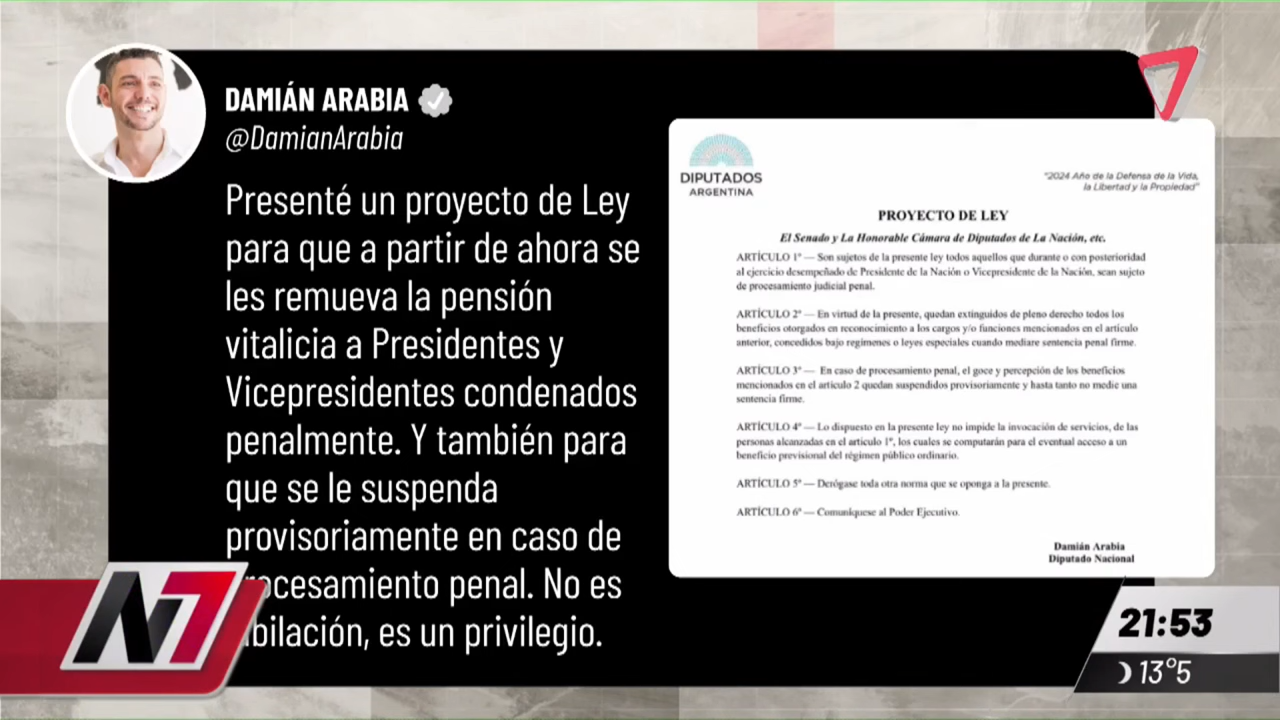 DAMIÁN ARABIA
@DamianArabia
Presenté un proyecto de Ley
para que a partir de ahora se
les remueva la pensión
vitalicia a Presidentes y
Vicepresidentes condenados
penalmente. Y también para
que se le suspenda
provisoriamente en caso de
procesamiento penal. No es
jubilación, es un privilegio.
DIPUTADOS
ARGENTINA
"2024 Año de la Defensa de la Vida,
la Libertad y la Propiedad"
PROYECTO DE LEY
El Senado y La Honorable Cámara de Diputados de La Nación, etc.
ARTÍCULO 1º — Son sujetos de la presente ley todos aquellos que durante o con posterioridad
al ejercicio desempeñado de Presidente de la Nación o Vicepresidente de la Nación, sean sujeto
de procesamiento judicial penal.
ARTÍCULO 2º — En virtud de la presente, quedan extinguidos de pleno derecho todos los
beneficios otorgados en reconocimiento a los cargos y/o funciones mencionados en el artículo
anterior, concedidos bajo regímenes o leyes especiales cuando mediare sentencia penal firme.
ARTÍCULO 3º — En caso de procesamiento penal, el goce y percepción de los beneficios
mencionados en el artículo 2 quedan suspendidos provisoriamente y hasta tanto no medie una
sentencia firme.
ARTÍCULO 4º — Lo dispuesto en la presente ley no impide la invocación de servicios, de las
personas alcanzadas en el artículo 1º, los cuales se computarán para el eventual acceso a un
beneficio previsional del régimen público ordinario.
ARTÍCULO 5º — Derógase toda otra norma que se oponga a la presente.
ARTÍCULO 6º — Comuníquese al Poder Ejecutivo.
Damián Arabia
Diputado Nacional
N7
21:53
13°5